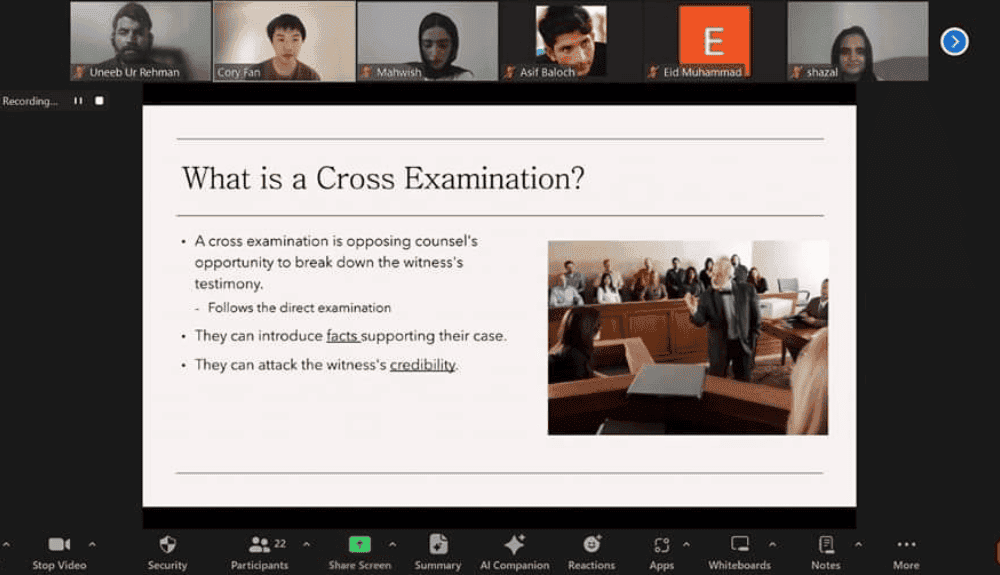 Uneeb Ur Rehman
Cory Fan
Mahwish
Asif Baloch
E
Eid Muhammad
shazal
Recording...
What is a Cross Examination?
• A cross examination is opposing counsel's
opportunity to break down the witness's
testimony.
- Follows the direct examination
• They can introduce facts supporting their case.
• They can attack the witness's credibility.
Stop Video
Security
22
Participants
Share Screen
Summary
AI Companion
Reactions
Apps
Whiteboards
Notes
More